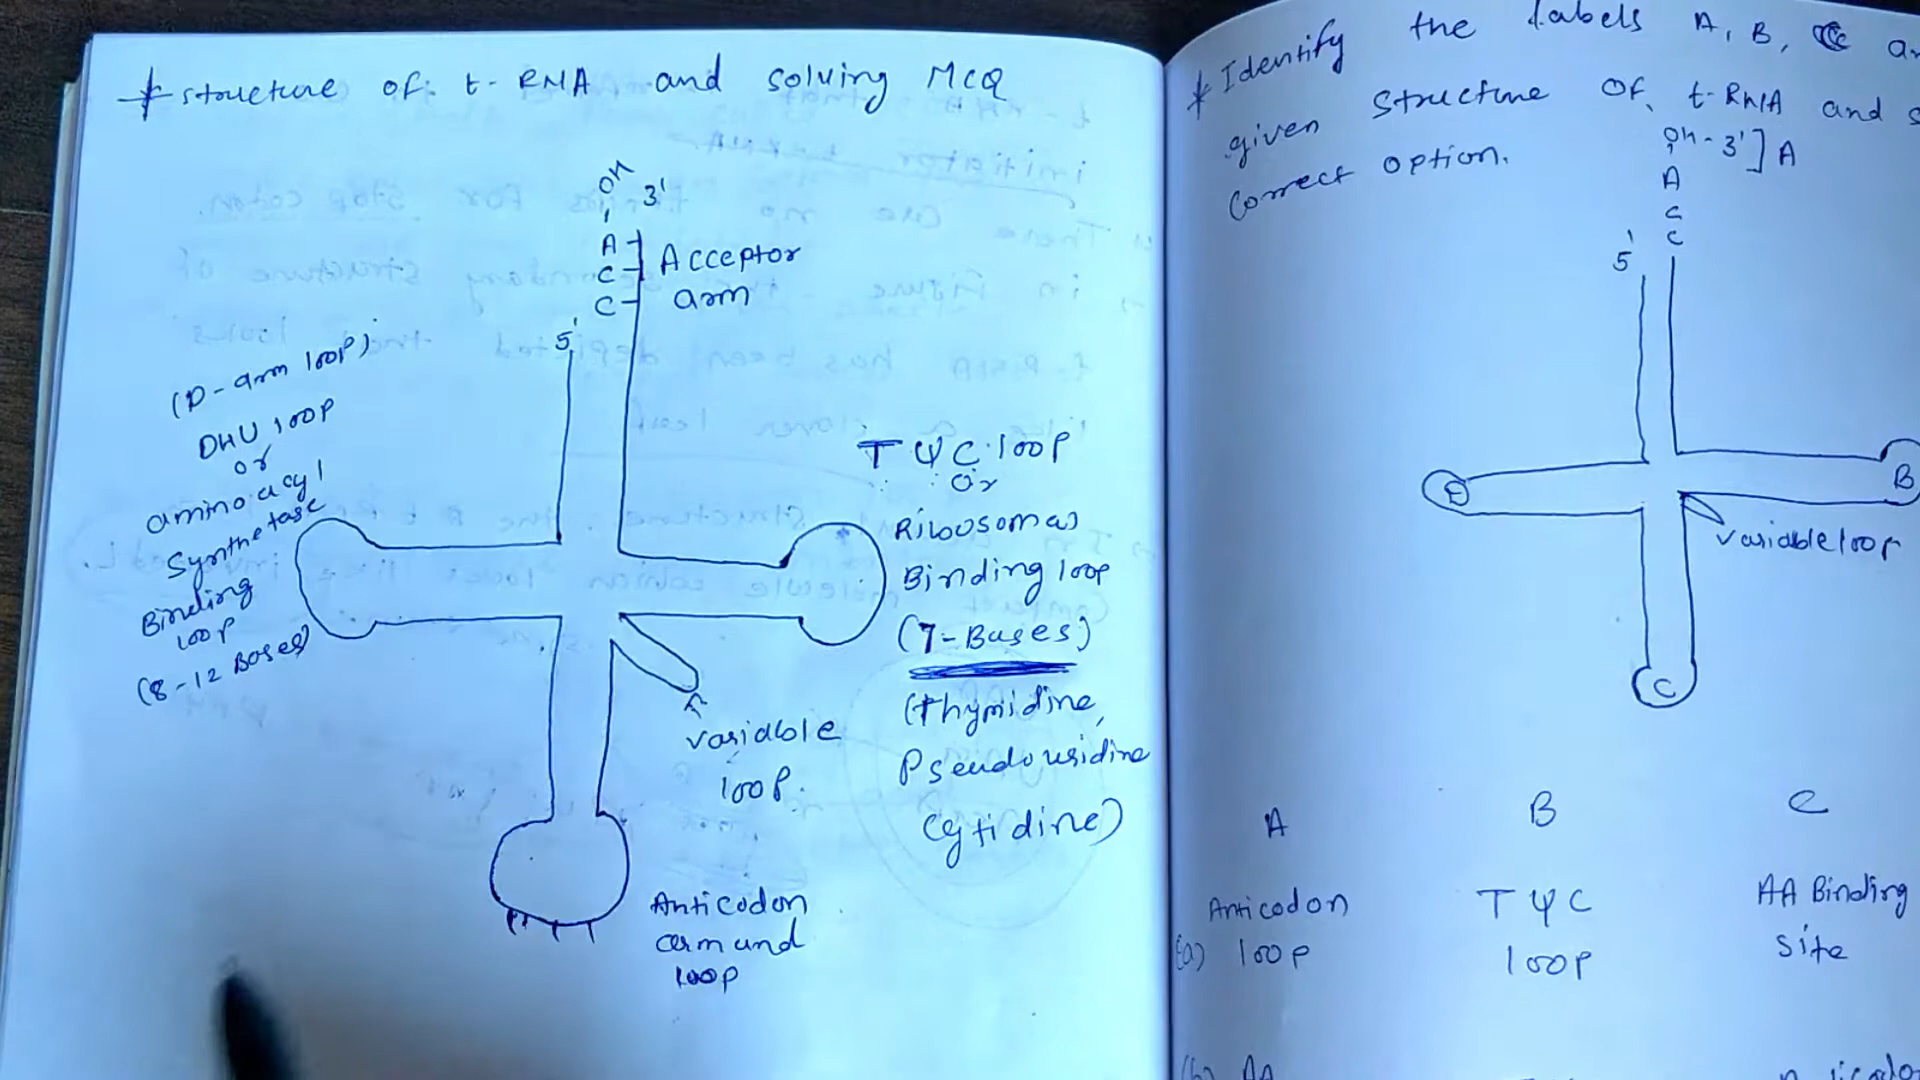 * structure of t-RNA and solving MCQ
OH
3'
A
C
C
Acceptor
arm
5'
(D-arm loop)
DHU loop
or
aminoacyl
Synthetase
Binding
loop
(8-12 Bases)
TψC loop
Or
Ribosomal
Binding loop
(7-Bases)
(thymidine,
Pseudouridine
Cytidine)
variable
loop.
Anticodon
arm and
loop
* Identify the labels A, B, C
given structure of t-RNA and
Correct option.
OH-3'] A
A
C
C
5'
B
variable loop
C
A B C
Anticodon TψC AA Binding
(a) loop loop site
(b) AA